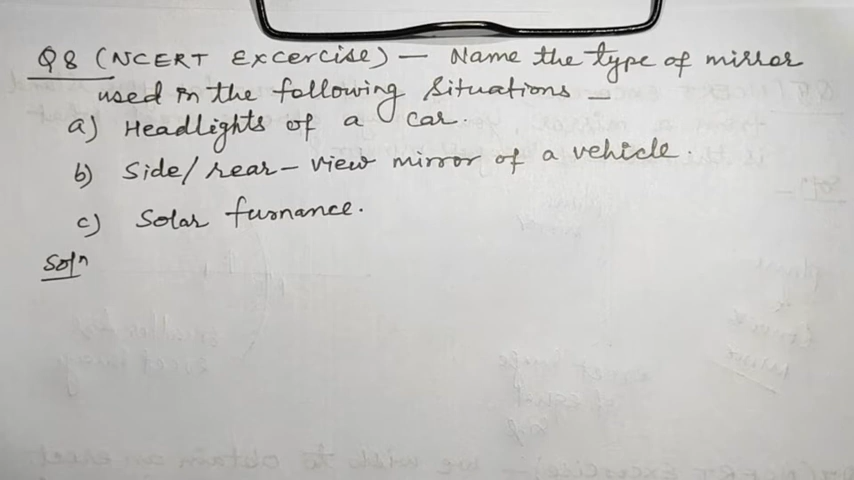 Q8 (NCERT Excercise) — Name the type of mirror
used in the following situations —
a) Headlights of a car.
b) Side/rear-view mirror of a vehicle.
c) Solar furnance.
Solⁿ